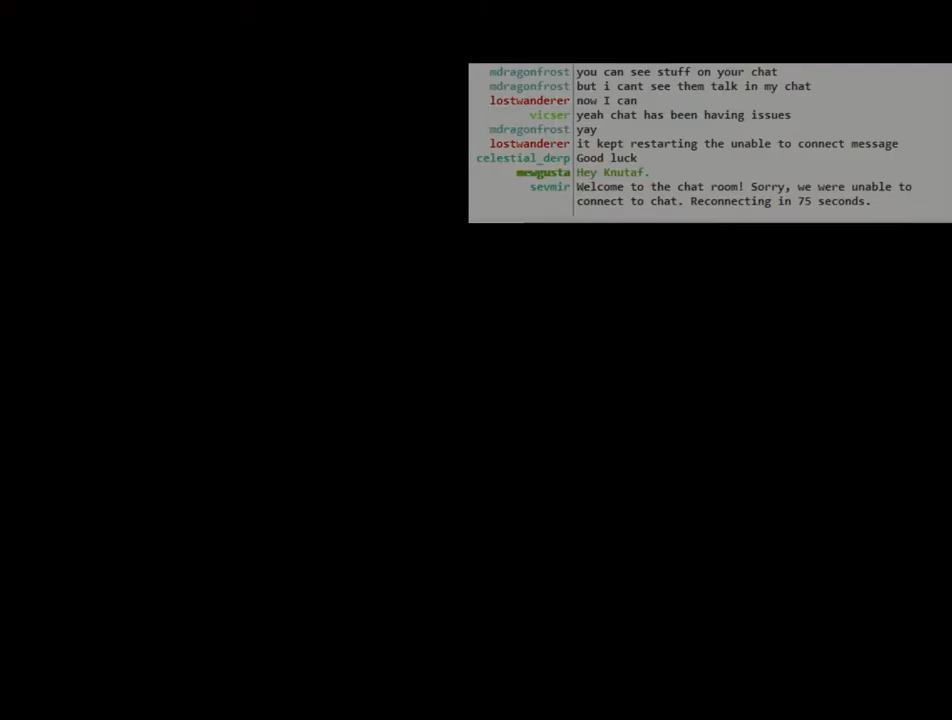 mdragonfrost you can see stuff on your chat
mdragonfrost but i cant see them talk in my chat
lostwanderer now I can
vicser yeah chat has been having issues
mdragonfrost yay
lostwanderer it kept restarting the unable to connect message
celestial_derp Good luck
mewgusta Hey Knutaf.
sevmir Welcome to the chat room! Sorry, we were unable to
connect to chat. Reconnecting in 75 seconds.